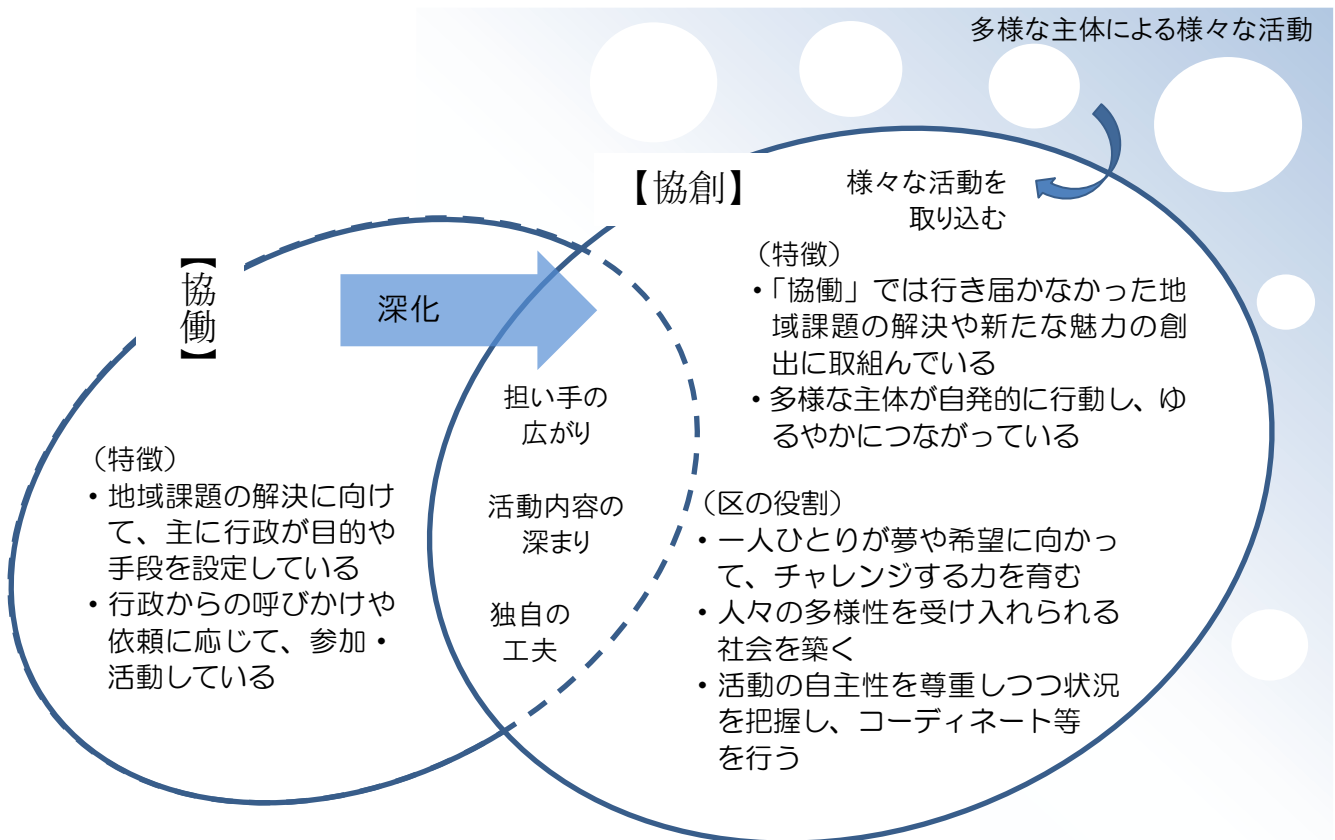 多様な主体による様々な活動
【協創】
様々な活動を
取り込む
（特徴）
・「協働」では行き届かなかった地
域課題の解決や新たな魅力の創
出に取組んでいる
・多様な主体が自発的に行動し、ゆ
るやかにつながっている
（区の役割）
・一人ひとりが夢や希望に向かっ
て、チャレンジする力を育む
・人々の多様性を受け入れられる
社会を築く
・活動の自主性を尊重しつつ状況
を把握し、コーディネート等
を行う
【協働】
深化
担い手の
広がり
活動内容の
深まり
独自の
工夫
（特徴）
・地域課題の解決に向け
て、主に行政が目的や
手段を設定している
・行政からの呼びかけや
依頼に応じて、参加・
活動している